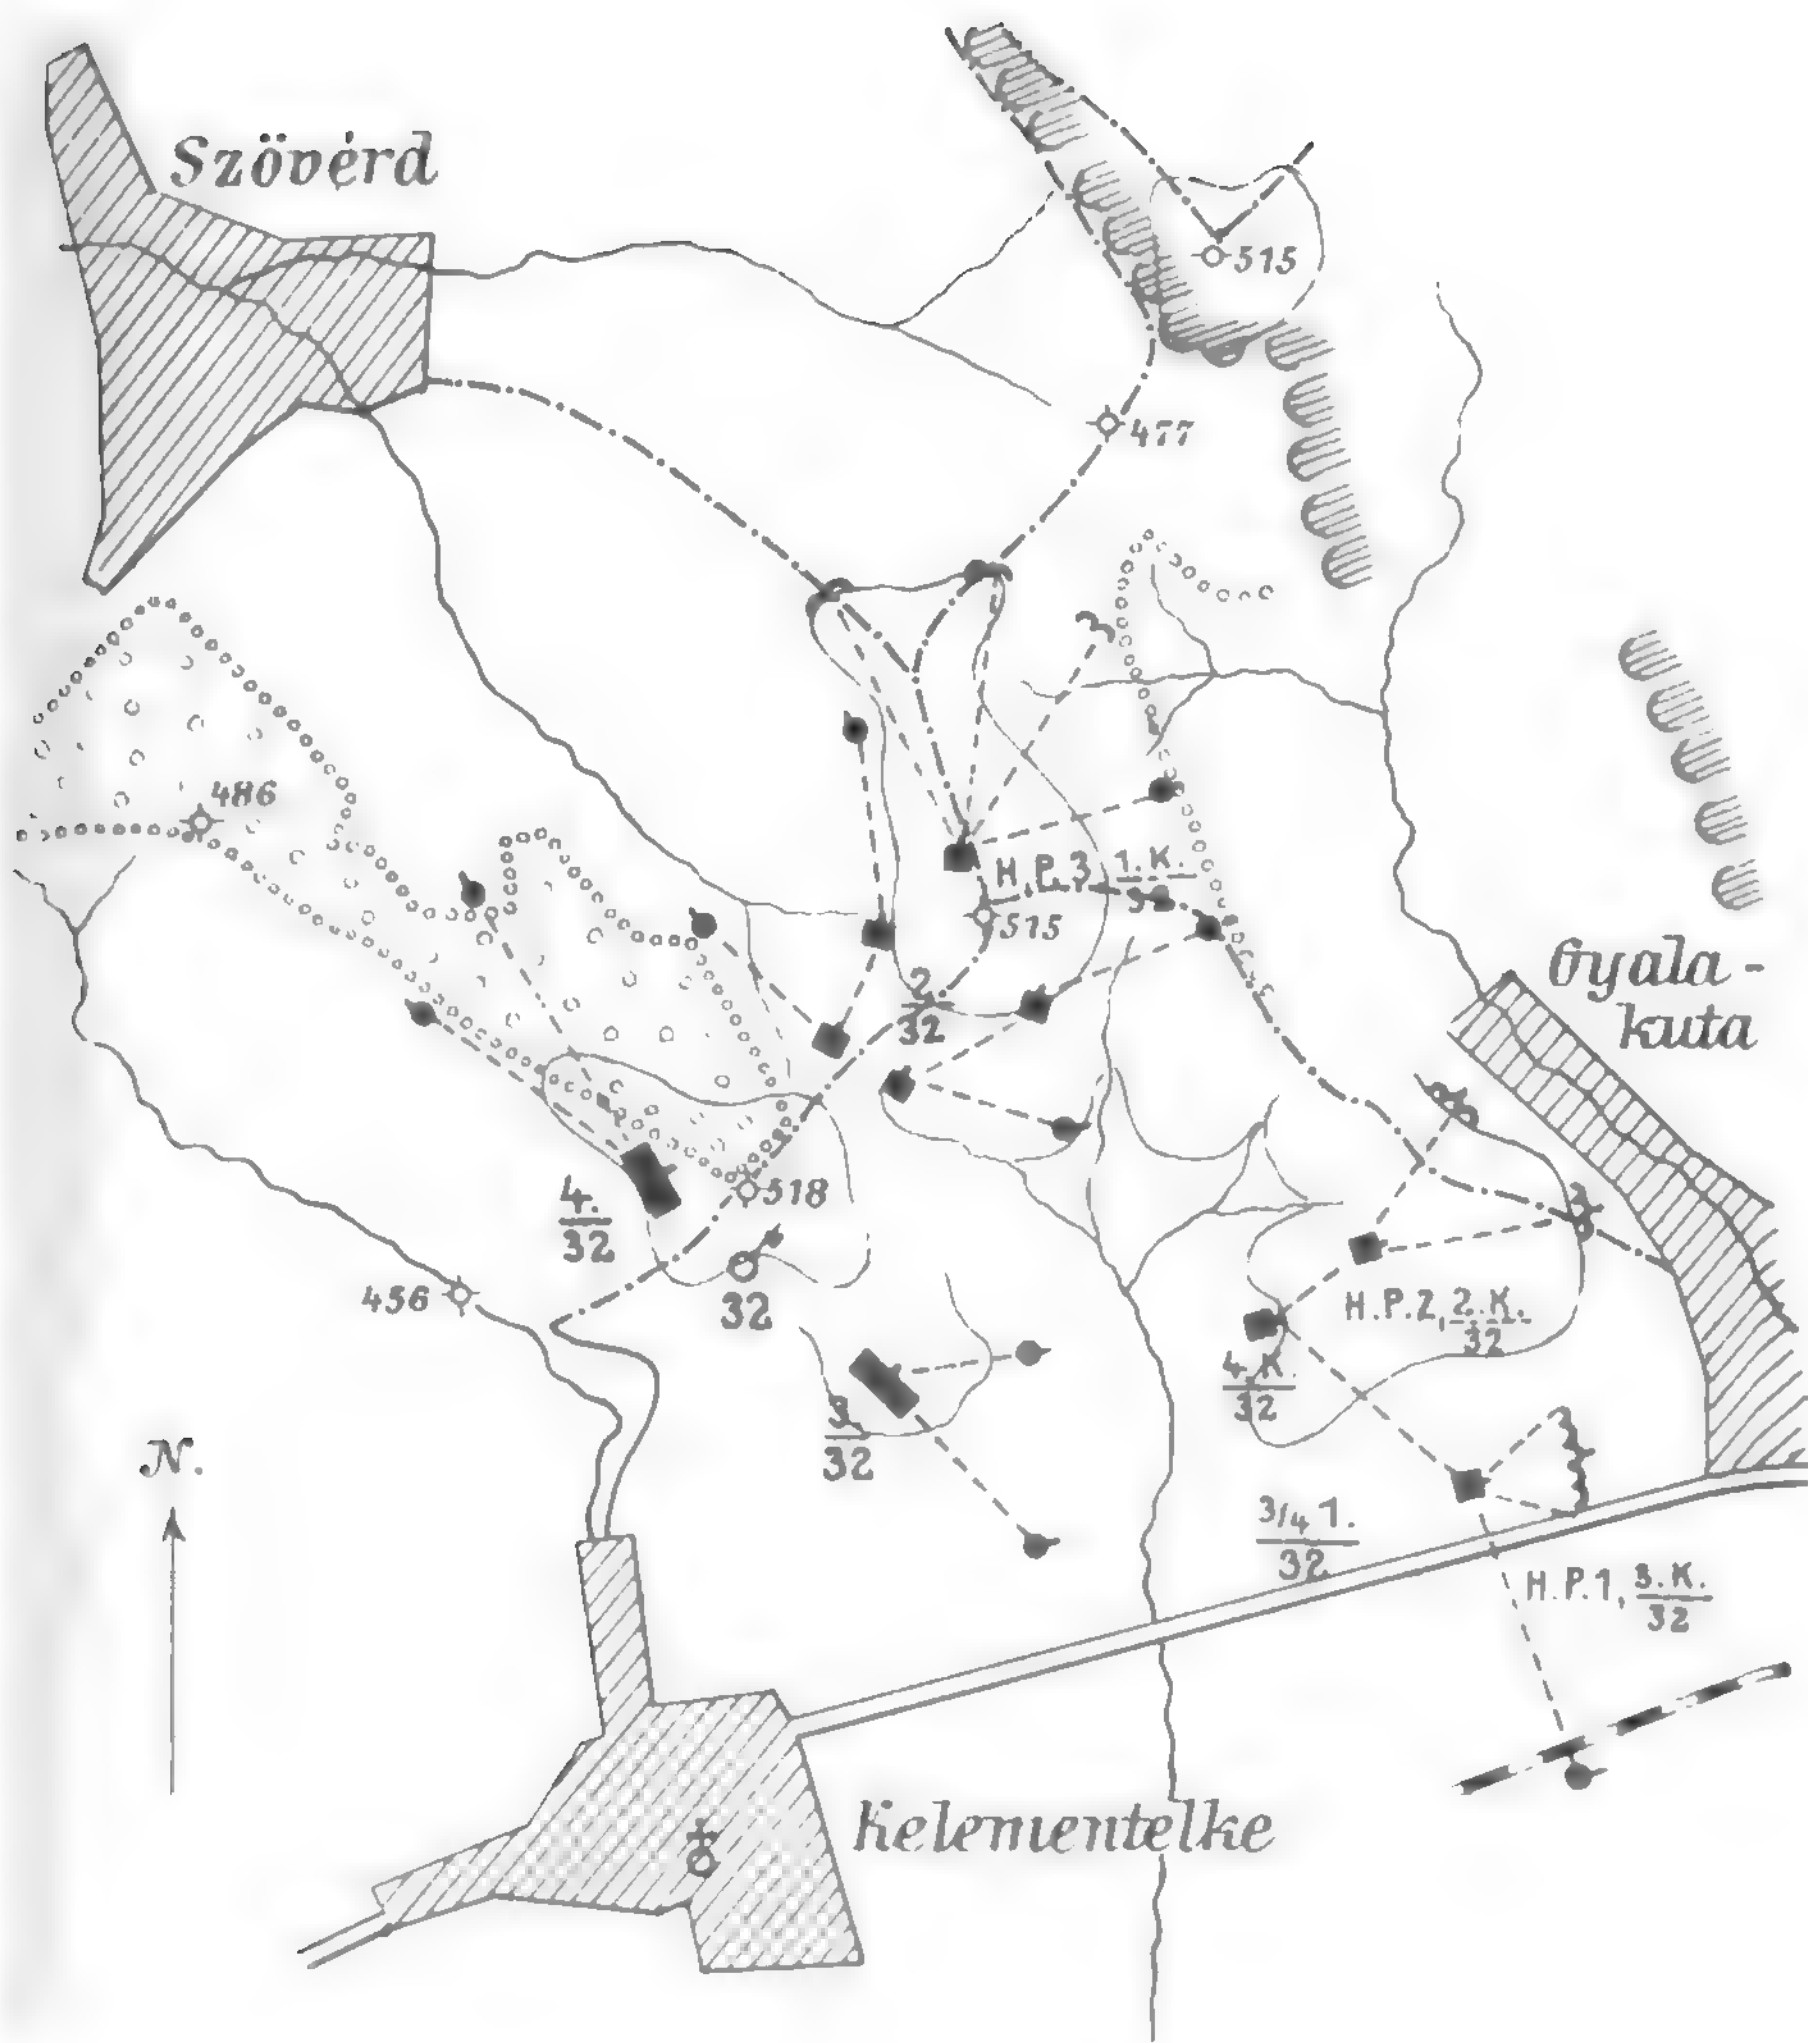 Szövérd
515
477
486
H.P.3, 1.K.
32
515
Gyala-
kuta
2
32
518
4.
32
456
32
H.P.2, 2.K.
32
4.K.
32
3
32
N.
3/4 1.
32
H.P.1, 3.K.
32
Kelementelke